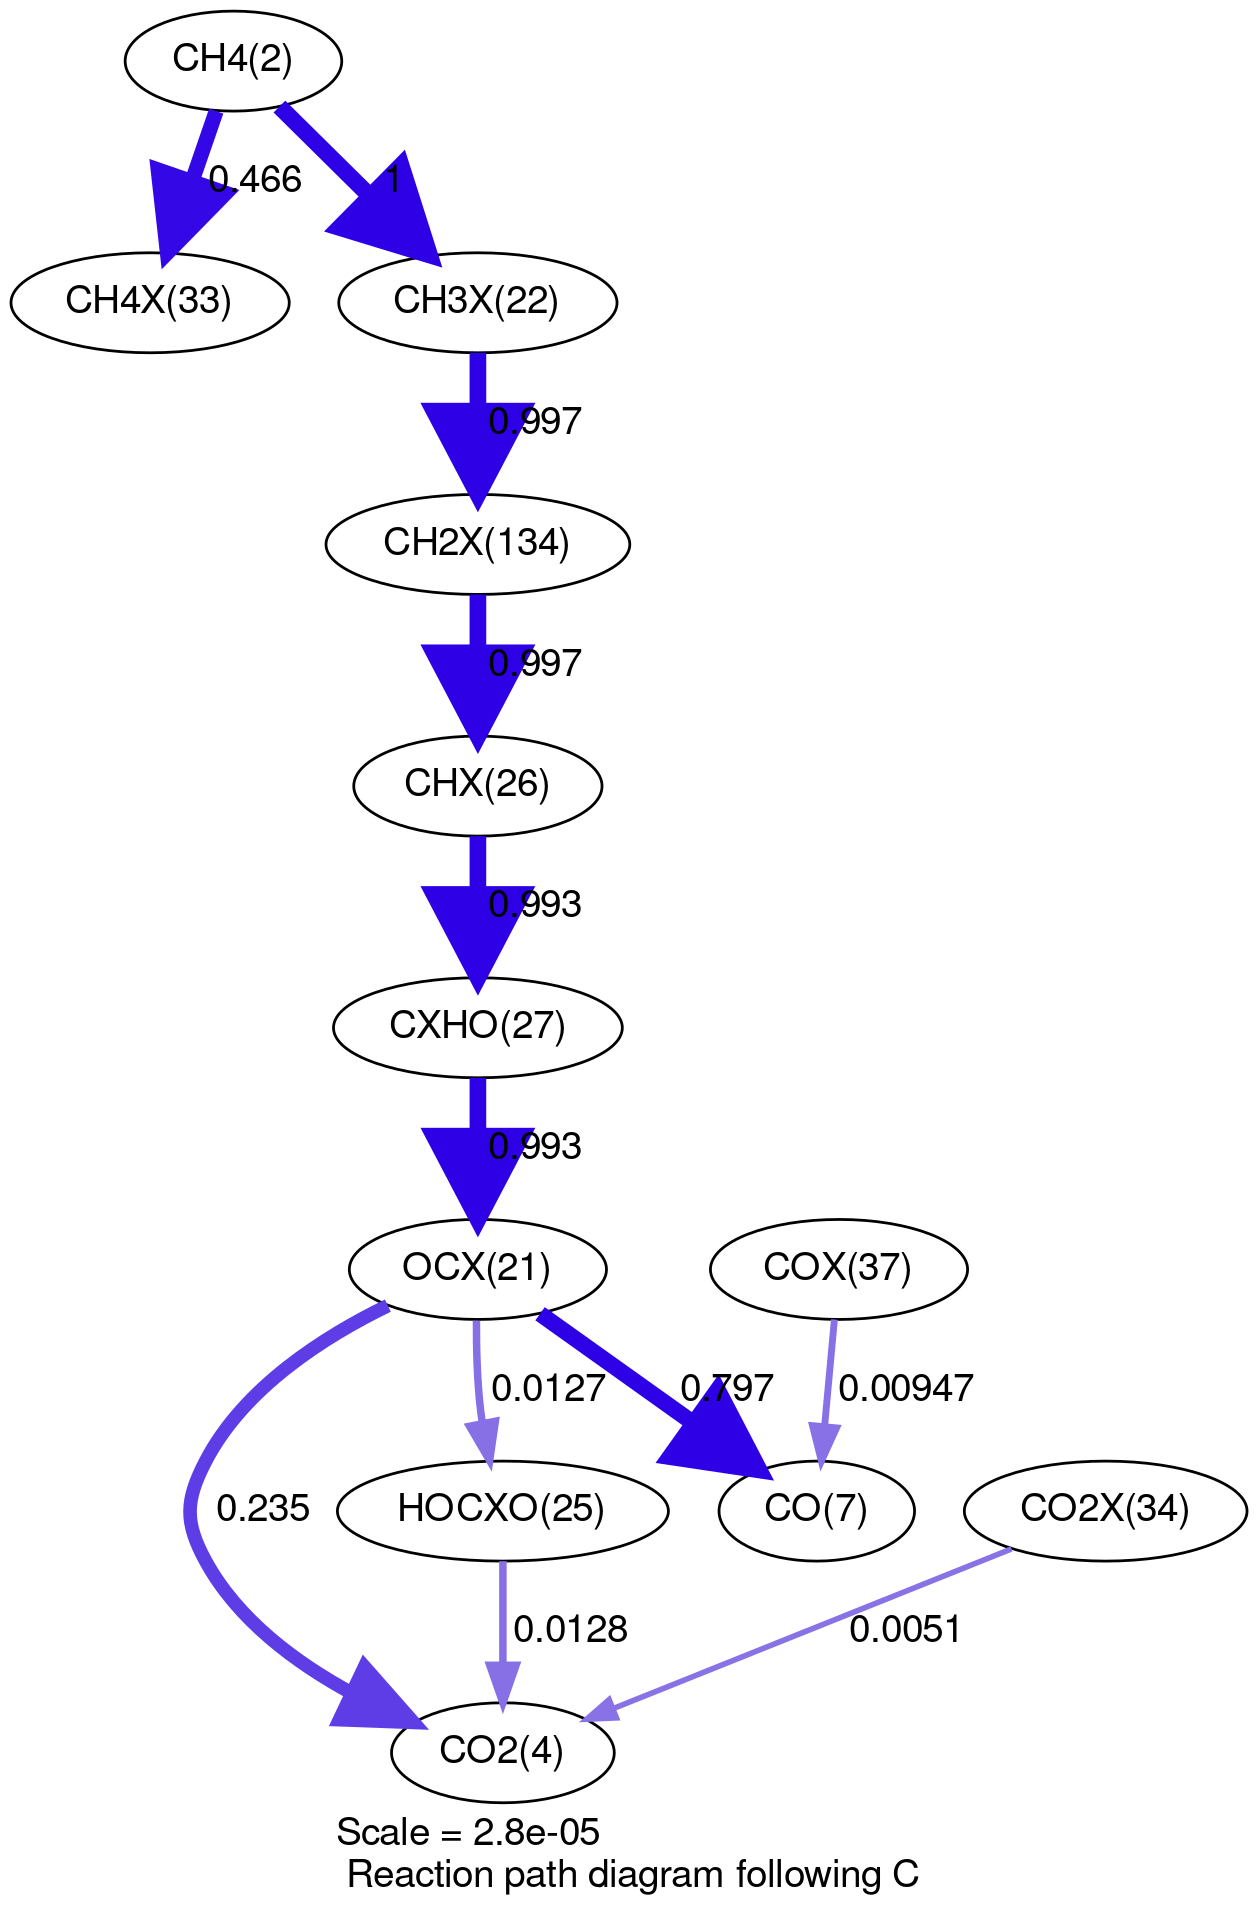 CH4(2)
0.466
1
CH4X(33)
CH3X(22)
0.997
CH2X(134)
0.997
CHX(26)
0.993
CXHO(27)
0.993
OCX(21)
COX(37)
0.0127
0.797
0.00947
0.235
HOCXO(25)
CO(7)
CO2X(34)
0.0128
0.0051
CO2(4)
Scale = 2.8e-05
Reaction path diagram following C